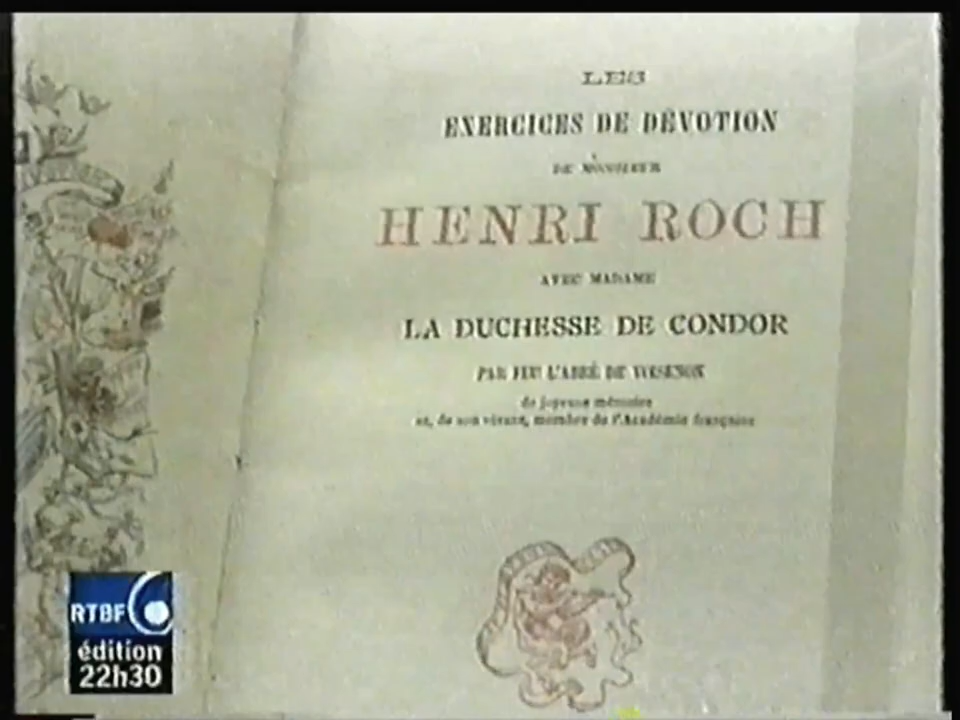 LES
EXERCICES DE DÉVOTION
DE MONSIEUR
HENRI ROCH
AVEC MADAME
LA DUCHESSE DE CONDOR
PAR FEU L'ABBÉ DE VOISENON
de joyeuse mémoire
et, de son vivant, membre de l'Académie française
RTBF
édition
22h30